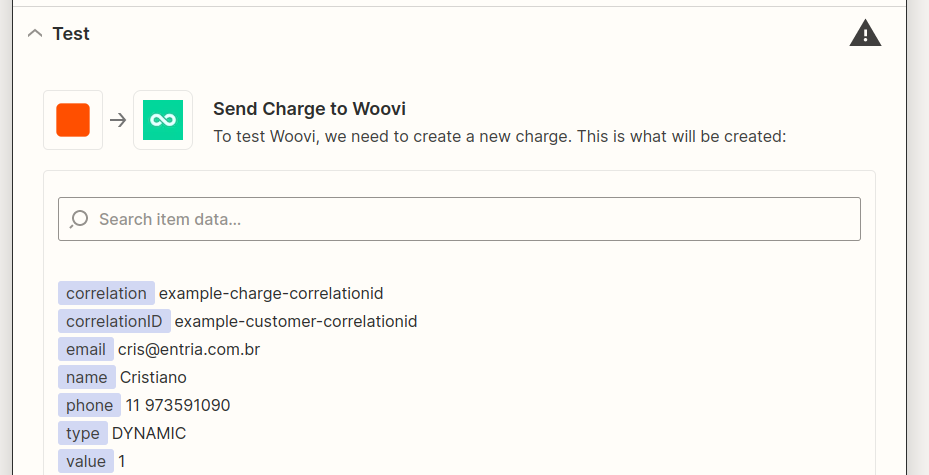 Test
Send Charge to Woovi
To test Woovi, we need to create a new charge. This is what will be created:
Search item data...
correlation example-charge-correlationid
correlationID example-customer-correlationid
email cris@entria.com.br
name Cristiano
phone 11 973591090
type DYNAMIC
value 1